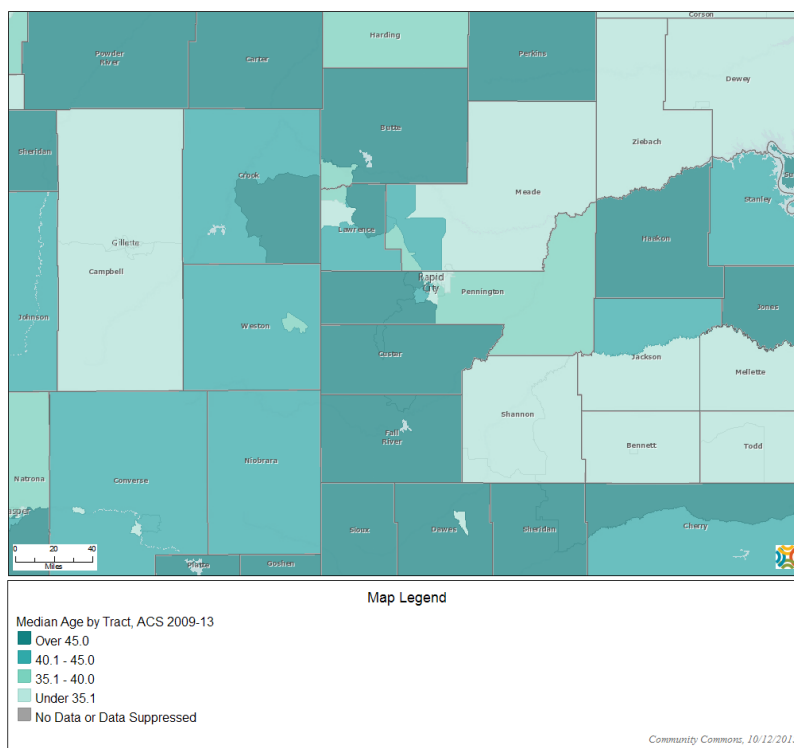 Corson
Harding
Powder
River
Carter
Perkins
Dewey
Butte
Sheridan
Ziebach
Crook
Meade
Stanley
Lawrence
Haakon
Gillette
Campbell
Rapid
City
Pennington
Jones
Johnson
Weston
Custer
Jackson
Mellette
Shannon
Fall
River
Bennett
Todd
Natrona
Converse
Niobrara
Cherry
Sioux
Dawes
Sheridan
Platte
Goshen
0 20 40
Miles
Map Legend
Median Age by Tract, ACS 2009-13
Over 45.0
40.1 - 45.0
35.1 - 40.0
Under 35.1
No Data or Data Suppressed
Community Commons, 10/12/201